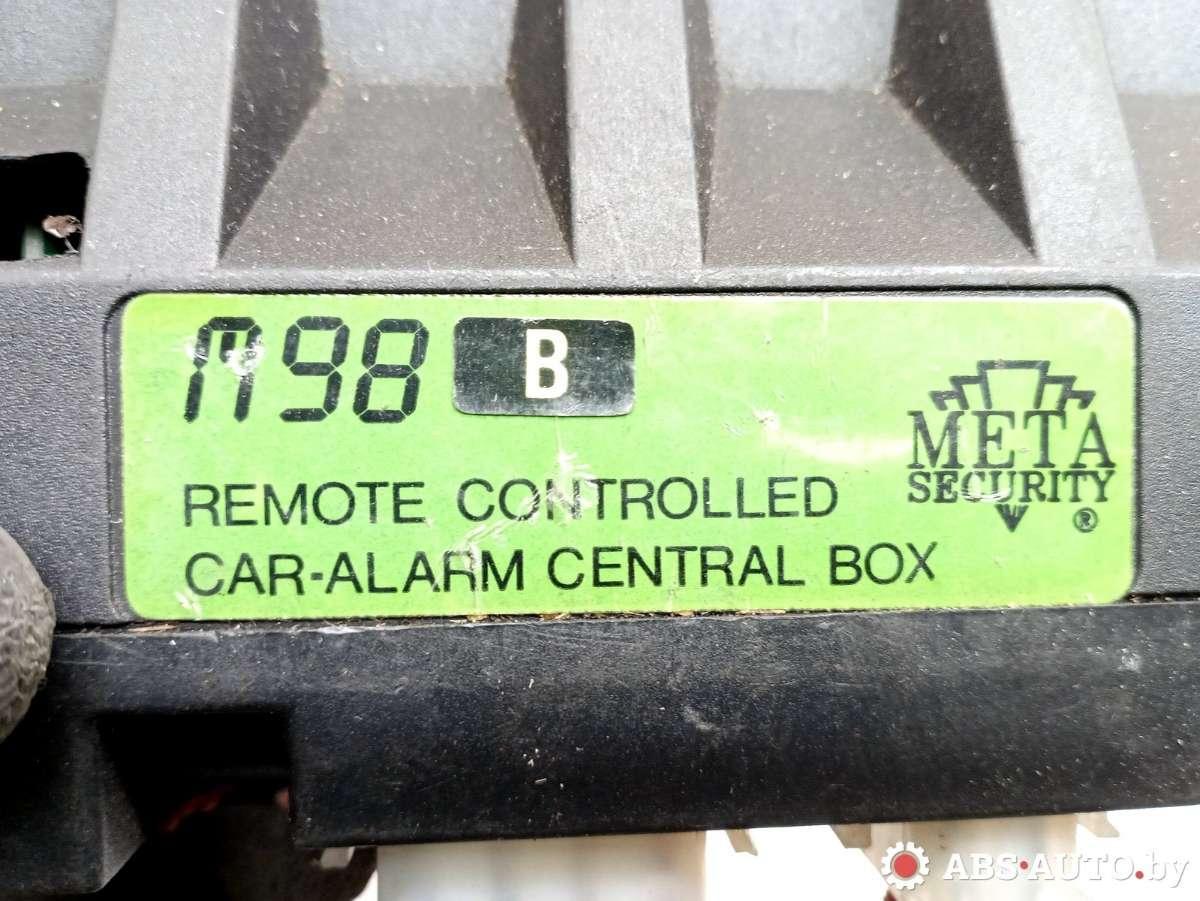 M98 B
META
SECURITY
®
REMOTE CONTROLLED
CAR-ALARM CENTRAL BOX
ABS·AUTO.by